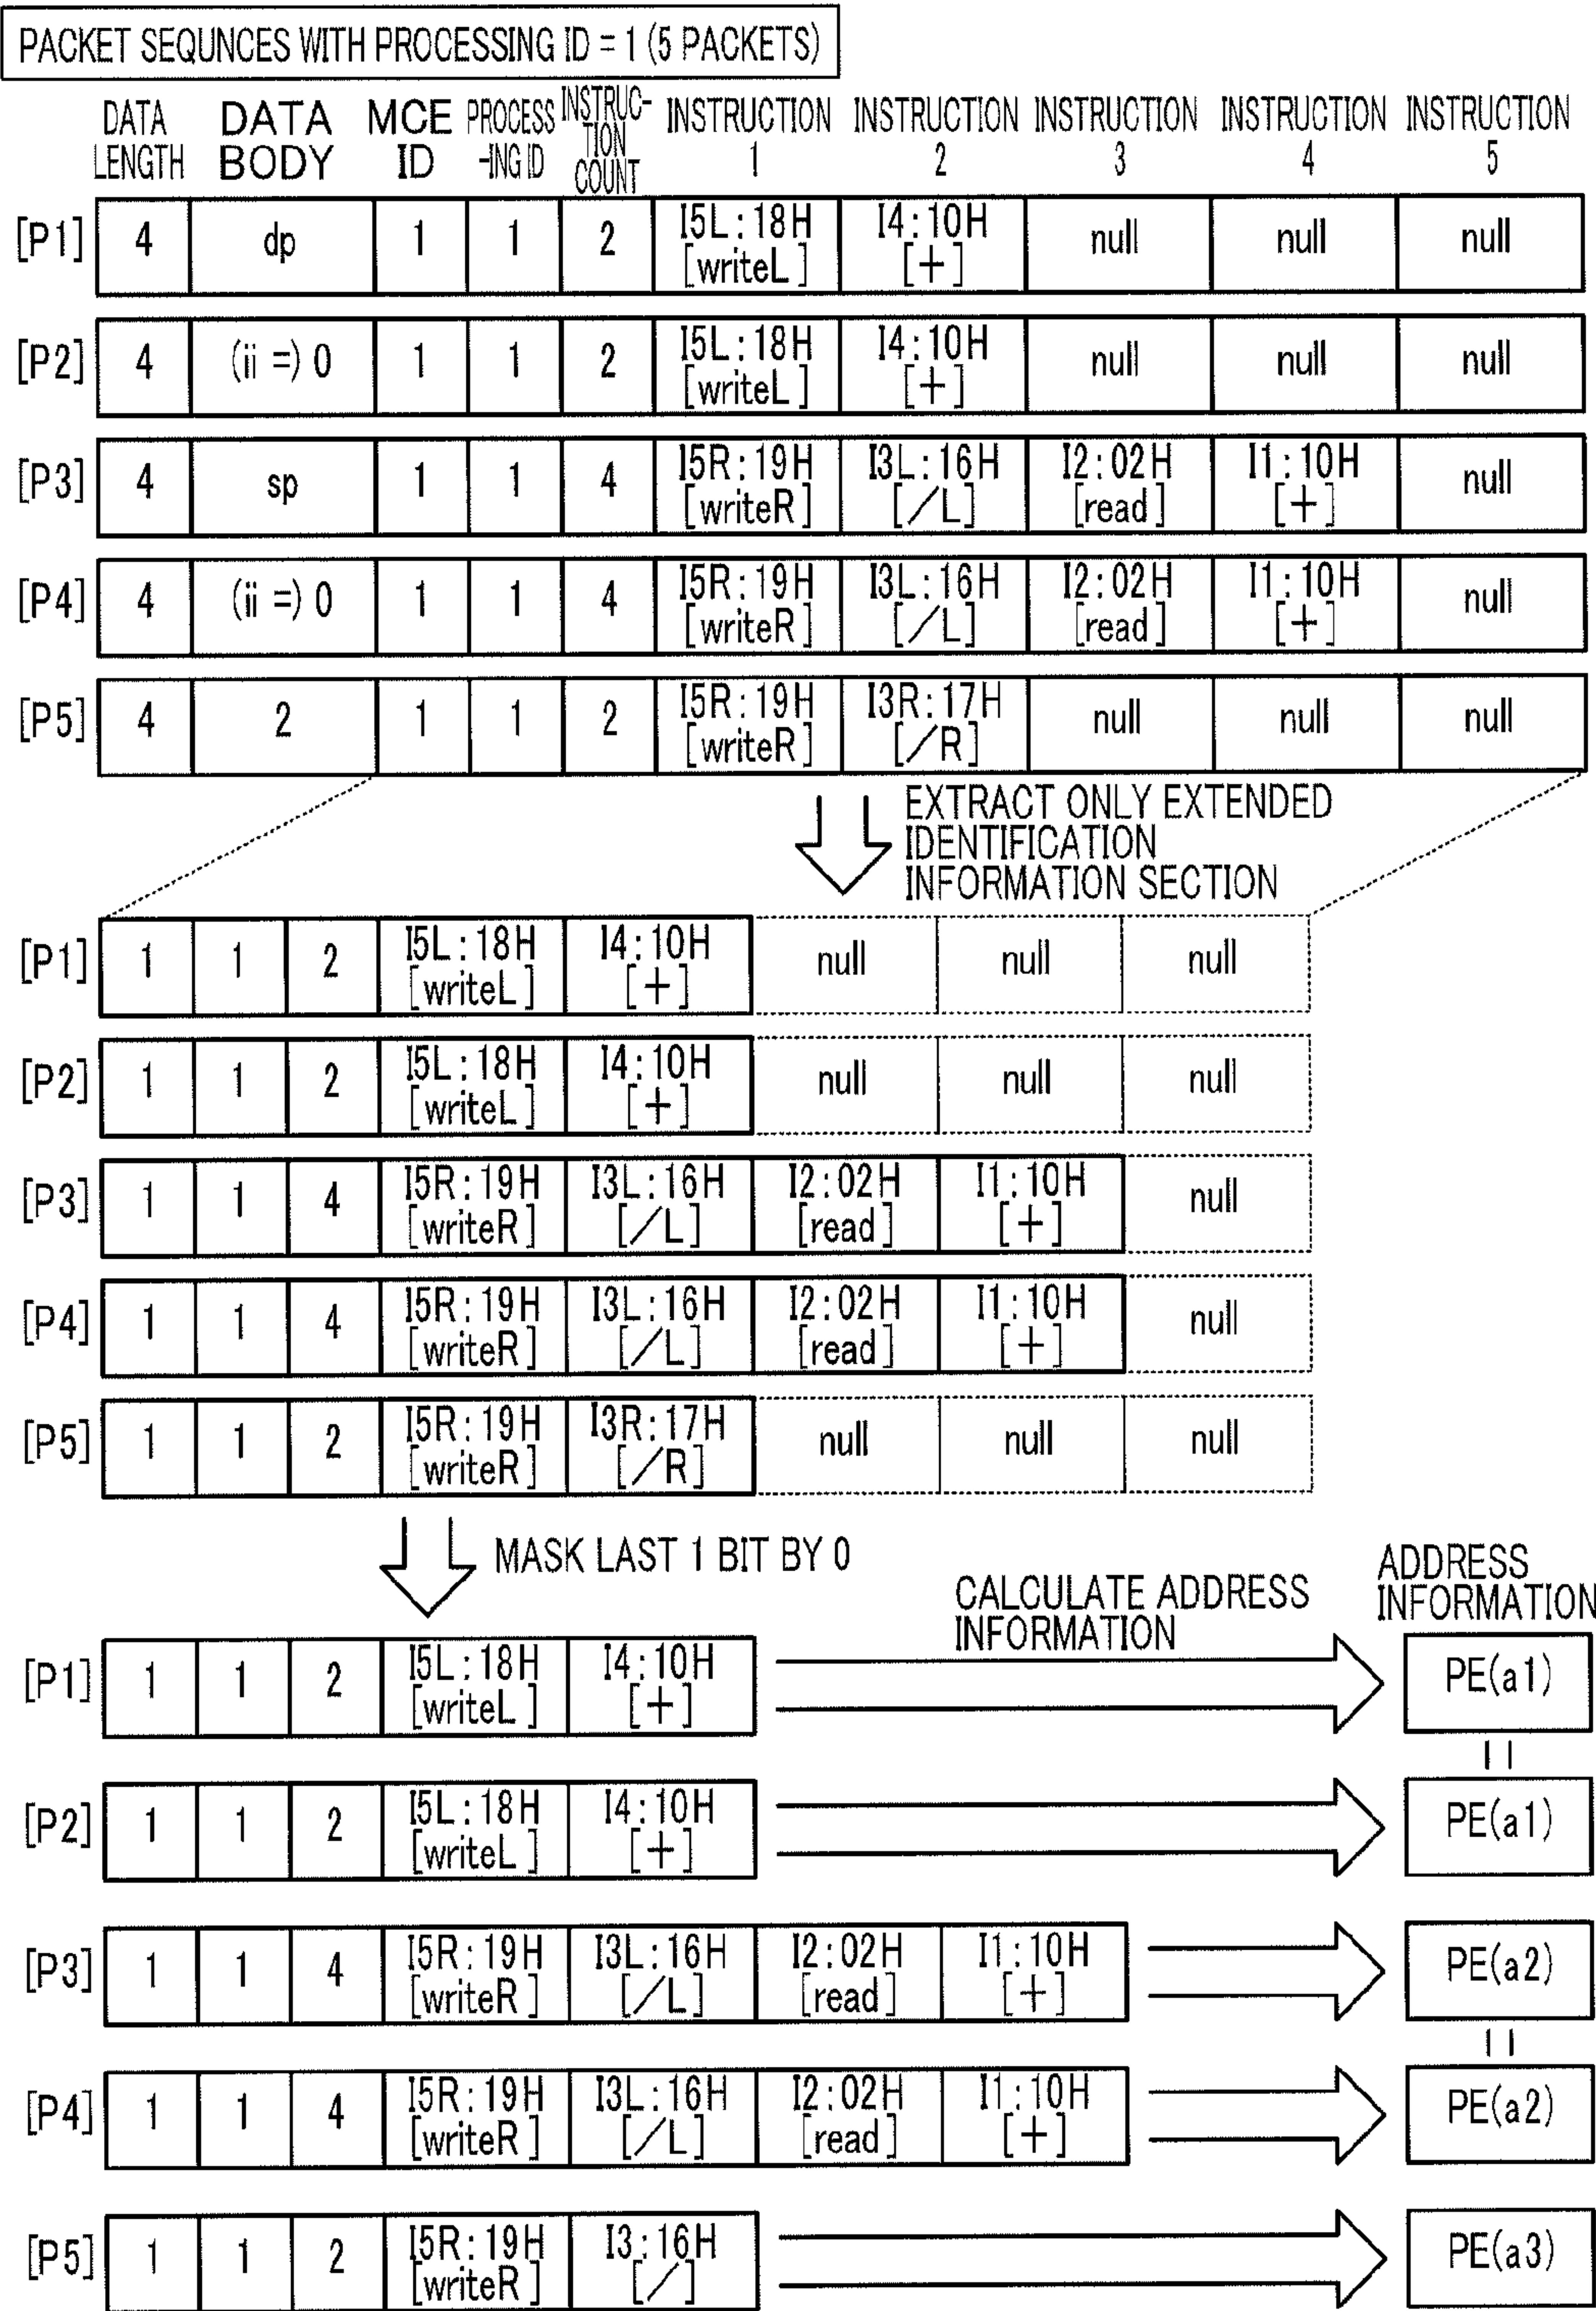 PACKET SEQUNCES WITH PROCESSING ID = 1 (5 PACKETS)
DATA LENGTH DATA BODY MCE ID PROCESS-ING ID INSTRUC-TION COUNT INSTRUCTION 1 INSTRUCTION 2 INSTRUCTION 3 INSTRUCTION 4 INSTRUCTION 5
[P1] 4 dp 1 1 2 I5L:18H [writeL] I4:10H [+] null null null
[P2] 4 (ii =) 0 1 1 2 I5L:18H [writeL] I4:10H [+] null null null
[P3] 4 sp 1 1 4 I5R:19H [writeR] I3L:16H [/L] I2:02H [read] I1:10H [+] null
[P4] 4 (ii =) 0 1 1 4 I5R:19H [writeR] I3L:16H [/L] I2:02H [read] I1:10H [+] null
[P5] 4 2 1 1 2 I5R:19H [writeR] I3R:17H [/R] null null null
EXTRACT ONLY EXTENDED
IDENTIFICATION
INFORMATION SECTION
[P1] 1 1 2 I5L:18H [writeL] I4:10H [+] null null null
[P2] 1 1 2 I5L:18H [writeL] I4:10H [+] null null null
[P3] 1 1 4 I5R:19H [writeR] I3L:16H [/L] I2:02H [read] I1:10H [+] null
[P4] 1 1 4 I5R:19H [writeR] I3L:16H [/L] I2:02H [read] I1:10H [+] null
[P5] 1 1 2 I5R:19H [writeR] I3R:17H [/R] null null null
MASK LAST 1 BIT BY 0
CALCULATE ADDRESS
INFORMATION
ADDRESS
INFORMATION
[P1] 1 1 2 I5L:18H [writeL] I4:10H [+] PE(a1)
=
[P2] 1 1 2 I5L:18H [writeL] I4:10H [+] PE(a1)
[P3] 1 1 4 I5R:19H [writeR] I3L:16H [/L] I2:02H [read] I1:10H [+] PE(a2)
=
[P4] 1 1 4 I5R:19H [writeR] I3L:16H [/L] I2:02H [read] I1:10H [+] PE(a2)
[P5] 1 1 2 I5R:19H [writeR] I3:16H [/] PE(a3)